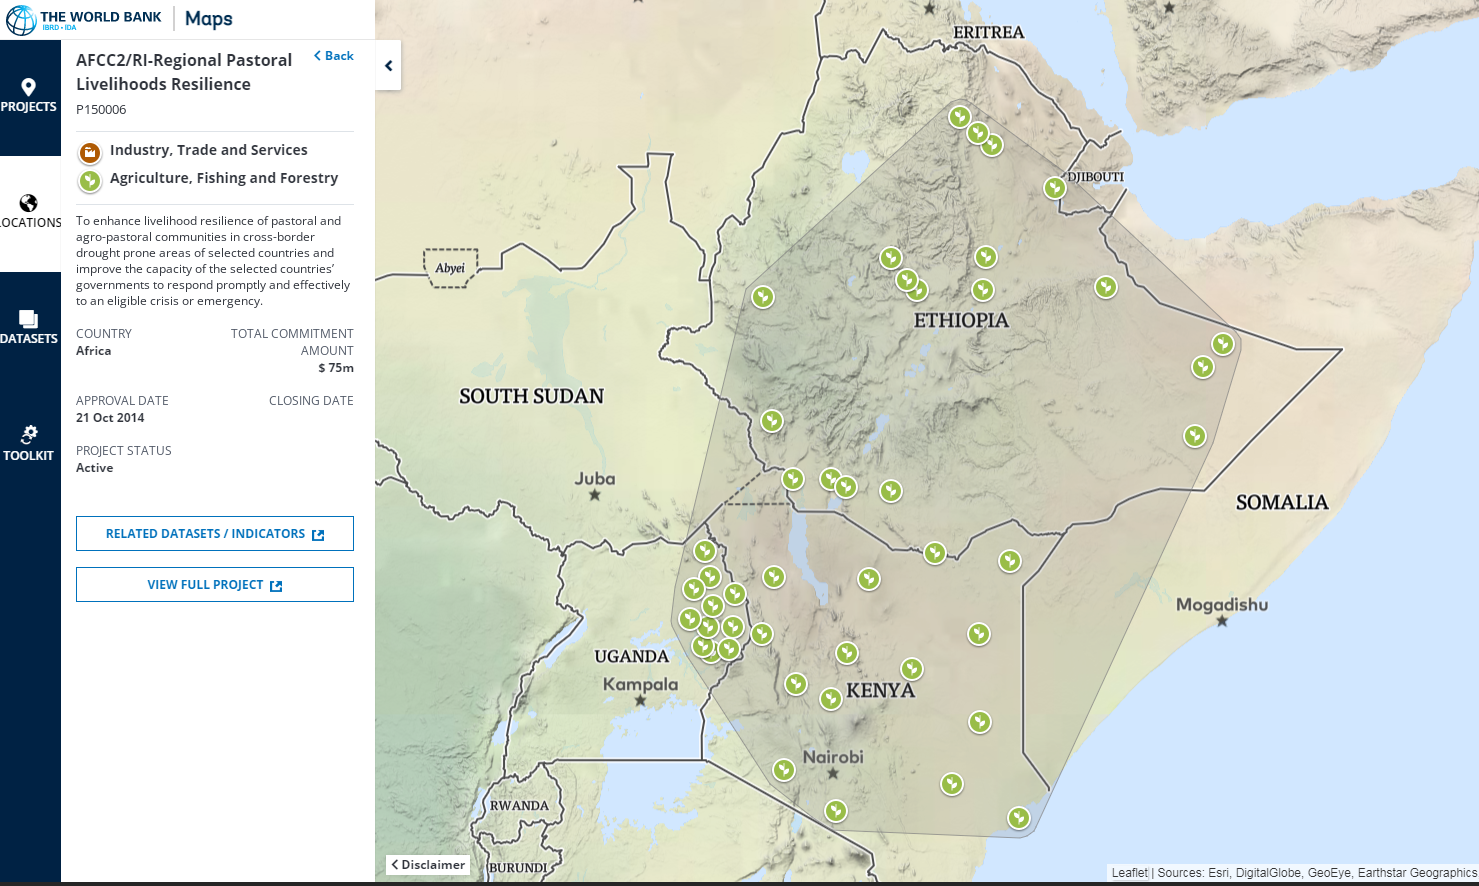 THE WORLD BANK
IBRD • IDA
Maps
PROJECTS
LOCATIONS
DATASETS
TOOLKIT
AFCC2/RI-Regional Pastoral
Livelihoods Resilience
Back
P150006
Industry, Trade and Services
Agriculture, Fishing and Forestry
To enhance livelihood resilience of pastoral and
agro-pastoral communities in cross-border
drought prone areas of selected countries and
improve the capacity of the selected countries’
governments to respond promptly and effectively
to an eligible crisis or emergency.
COUNTRY
Africa
TOTAL COMMITMENT
AMOUNT
$ 75m
APPROVAL DATE
21 Oct 2014
CLOSING DATE
PROJECT STATUS
Active
RELATED DATASETS / INDICATORS
VIEW FULL PROJECT
ERITREA
DJIBOUTI
Abyei
ETHIOPIA
SOUTH SUDAN
Juba
SOMALIA
Mogadishu
UGANDA
Kampala
KENYA
Nairobi
RWANDA
BURUNDI
Disclaimer
Leaflet | Sources: Esri, DigitalGlobe, GeoEye, Earthstar Geographics